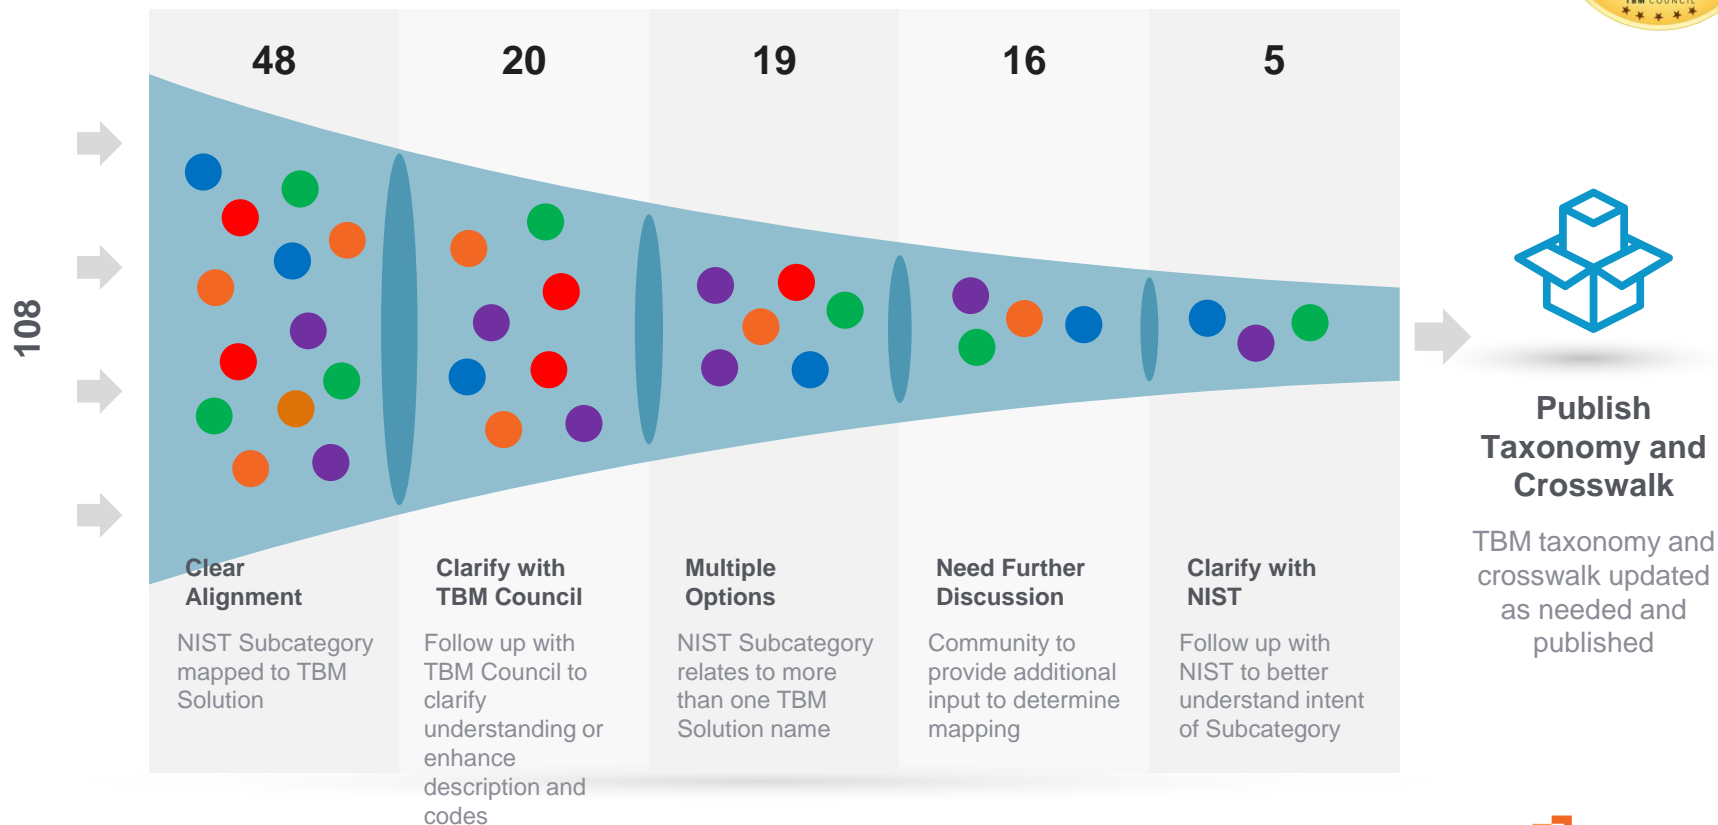 TBM COUNCIL
48
20
19
16
5
108
Clear
Alignment
NIST Subcategory
mapped to TBM
Solution
Clarify with
TBM Council
Follow up with
TBM Council to
clarify
understanding or
enhance
description and
codes
Multiple
Options
NIST Subcategory
relates to more
than one TBM
Solution name
Need Further
Discussion
Community to
provide additional
input to determine
mapping
Clarify with
NIST
Follow up with
NIST to better
understand intent
of Subcategory
Publish
Taxonomy and
Crosswalk
TBM taxonomy and
crosswalk updated
as needed and
published